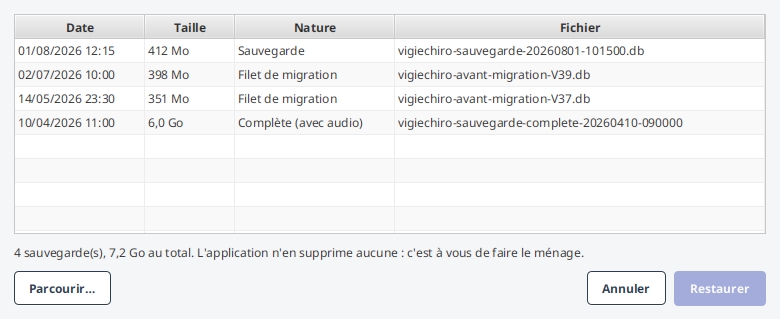 Date Taille Nature Fichier
01/08/2026 12:15 412 Mo Sauvegarde vigiechiro-sauvegarde-20260801-101500.db
02/07/2026 10:00 398 Mo Filet de migration vigiechiro-avant-migration-V39.db
14/05/2026 23:30 351 Mo Filet de migration vigiechiro-avant-migration-V37.db
10/04/2026 11:00 6,0 Go Complète (avec audio) vigiechiro-sauvegarde-complete-20260410-090000
4 sauvegarde(s), 7,2 Go au total. L'application n'en supprime aucune : c'est à vous de faire le ménage.
Parcourir... Annuler Restaurer